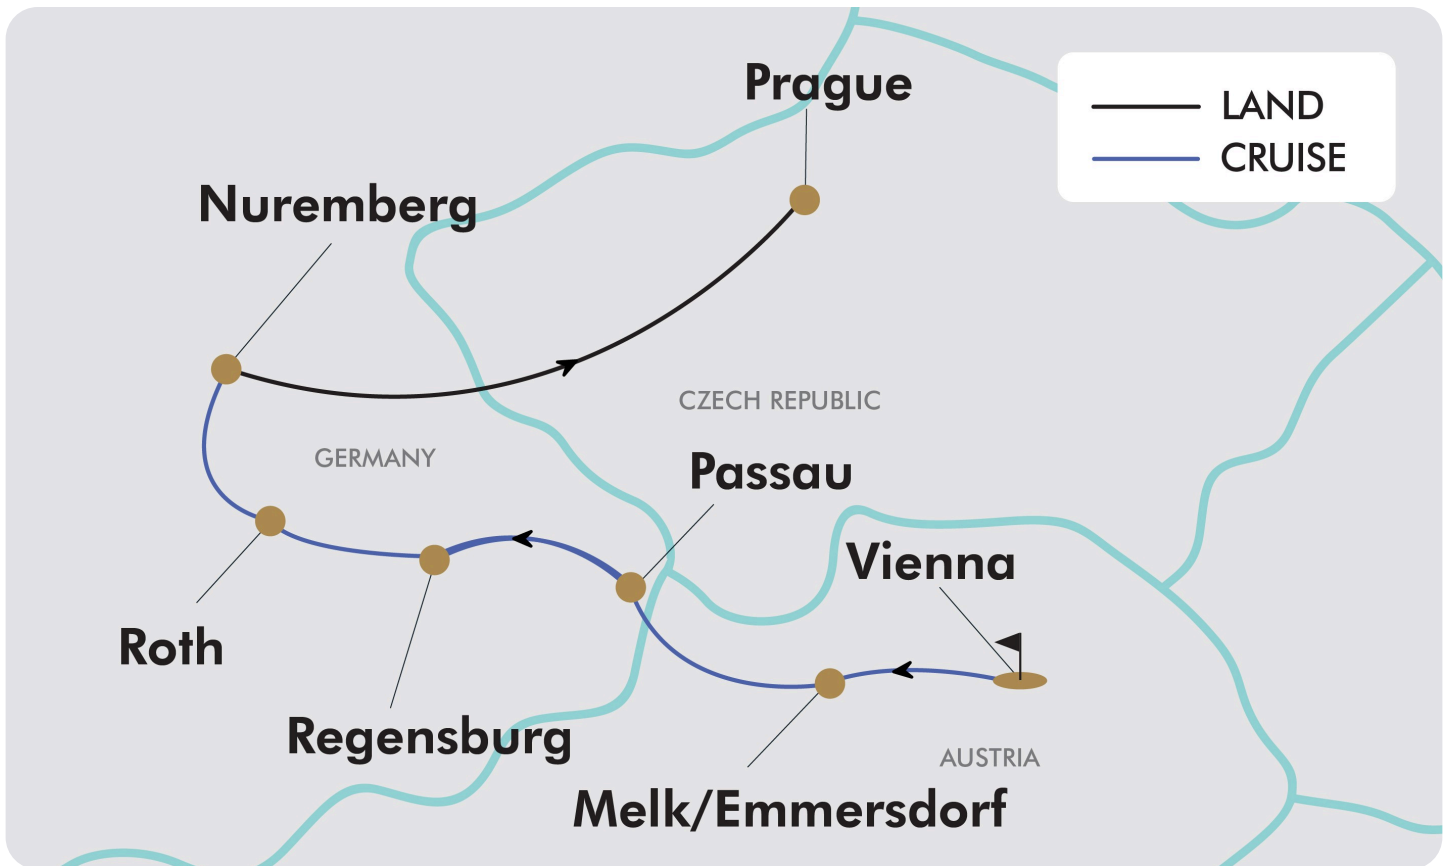 Prague
LAND
CRUISE
Nuremberg
CZECH REPUBLIC
GERMANY
Passau
Vienna
Roth
Regensburg
AUSTRIA
Melk/Emmersdorf